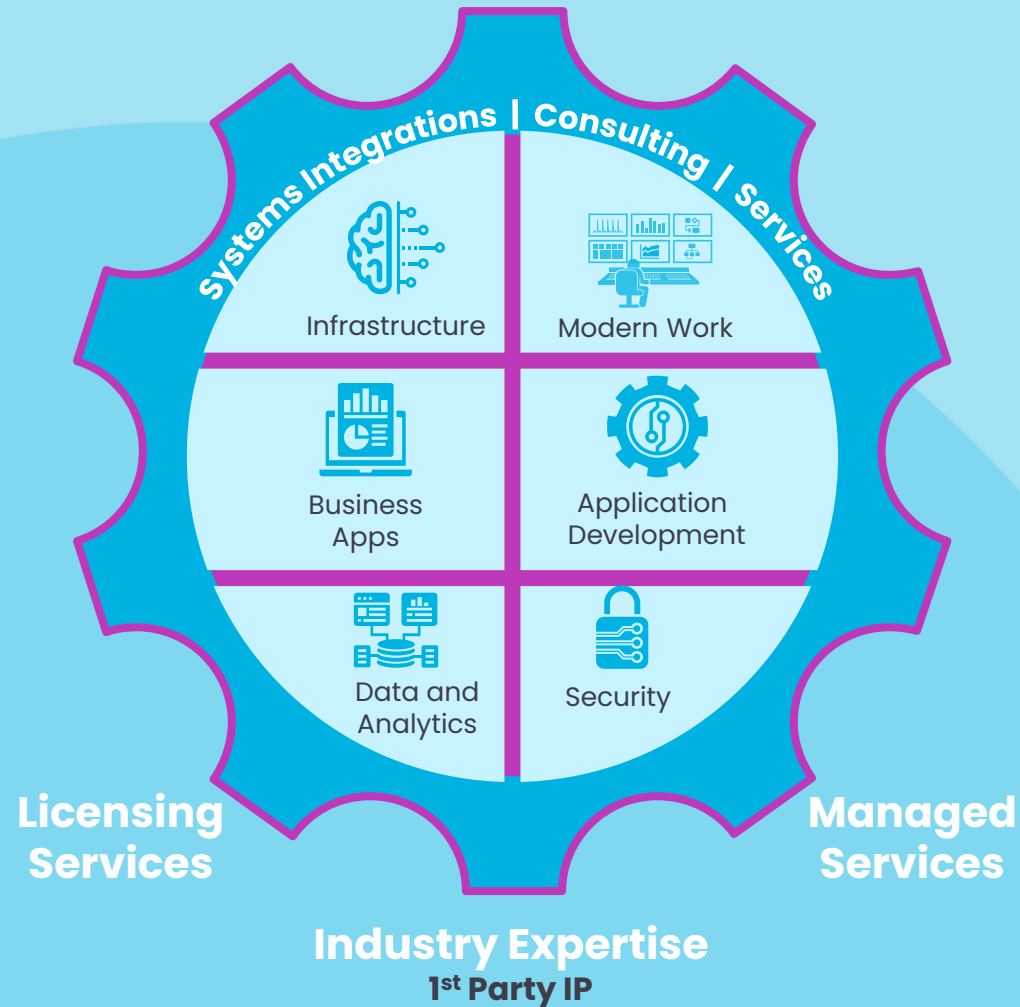 Systems Integrations | Consulting | Services
Infrastructure
Modern Work
Business
Apps
Application
Development
Data and
Analytics
Security
Licensing
Services
Managed
Services
Industry Expertise
1st Party IP